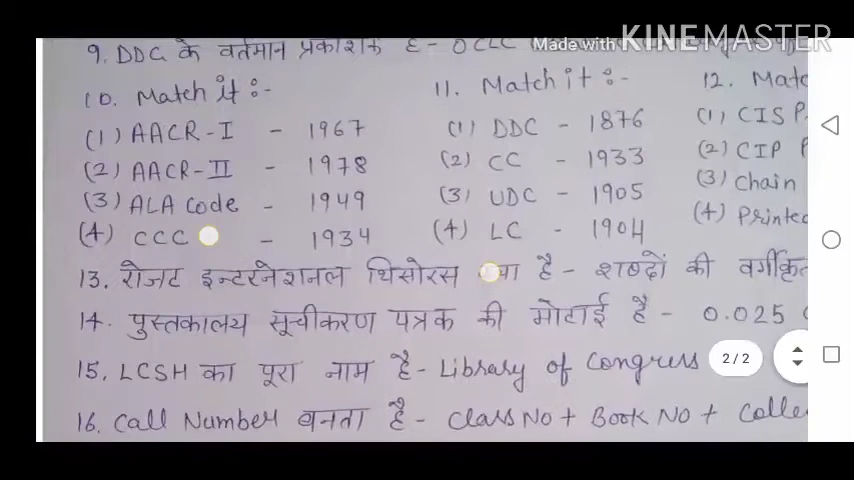 Made with KINEMASTER
9. DDC के वर्तमान प्रकाशक है - OCLC
10. Match it :-
(1) AACR-I - 1967
(2) AACR-II - 1978
(3) ALA Code - 1949
(4) CCC - 1934
11. Match it :-
(1) DDC - 1876
(2) CC - 1933
(3) UDC - 1905
(4) LC - 1904
12. Matc
(1) CIS P
(2) CIP P
(3) Chain
(4) Printed
13. रोजट इन्टरनेशनल थिसोरस क्या है - शब्दों की वर्गीकृत
14. पुस्तकालय सूचीकरण पत्रक की मोटाई है - 0.025 C
15. LCSH का पूरा नाम है - Library of Congress
2 / 2
16. Call Number बनता है - Class No + Book No + Colle